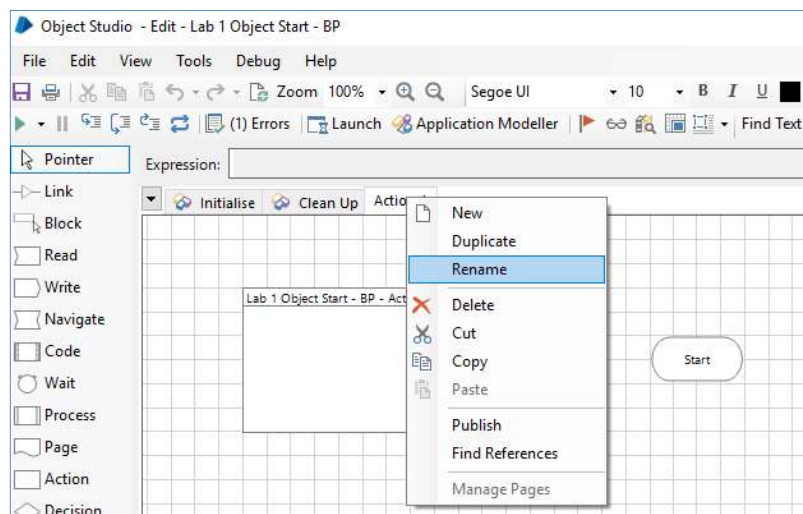 Object Studio - Edit - Lab 1 Object Start - BP
File Edit View Tools Debug Help
Zoom 100% Segoe UI 10 B I U
(1) Errors Launch Application Modeller Find Text
Pointer
Expression:
Link
Initialise Clean Up Actio
New
Block
Duplicate
Read
Rename
Write
Lab 1 Object Start - BP - Act
Delete
Navigate
Cut
Code
Copy
Start
Wait
Paste
Process
Publish
Page
Find References
Action
Manage Pages
Decision